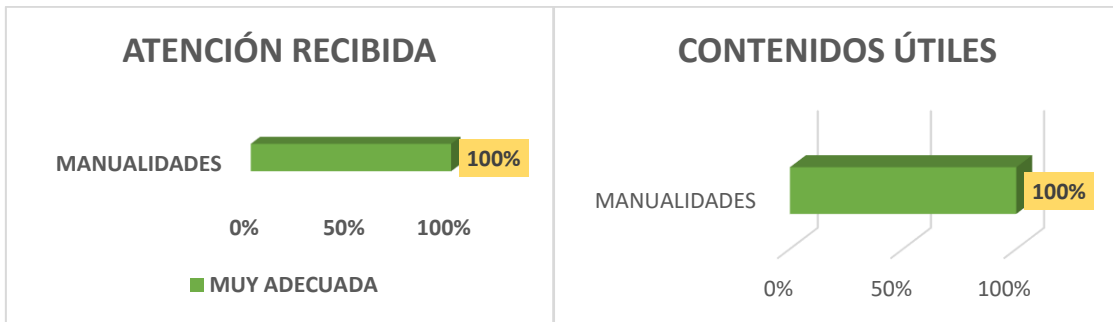 ATENCIÓN RECIBIDA
MANUALIDADES
100%
0% 50% 100%
MUY ADECUADA
CONTENIDOS ÚTILES
MANUALIDADES
100%
0% 50% 100%